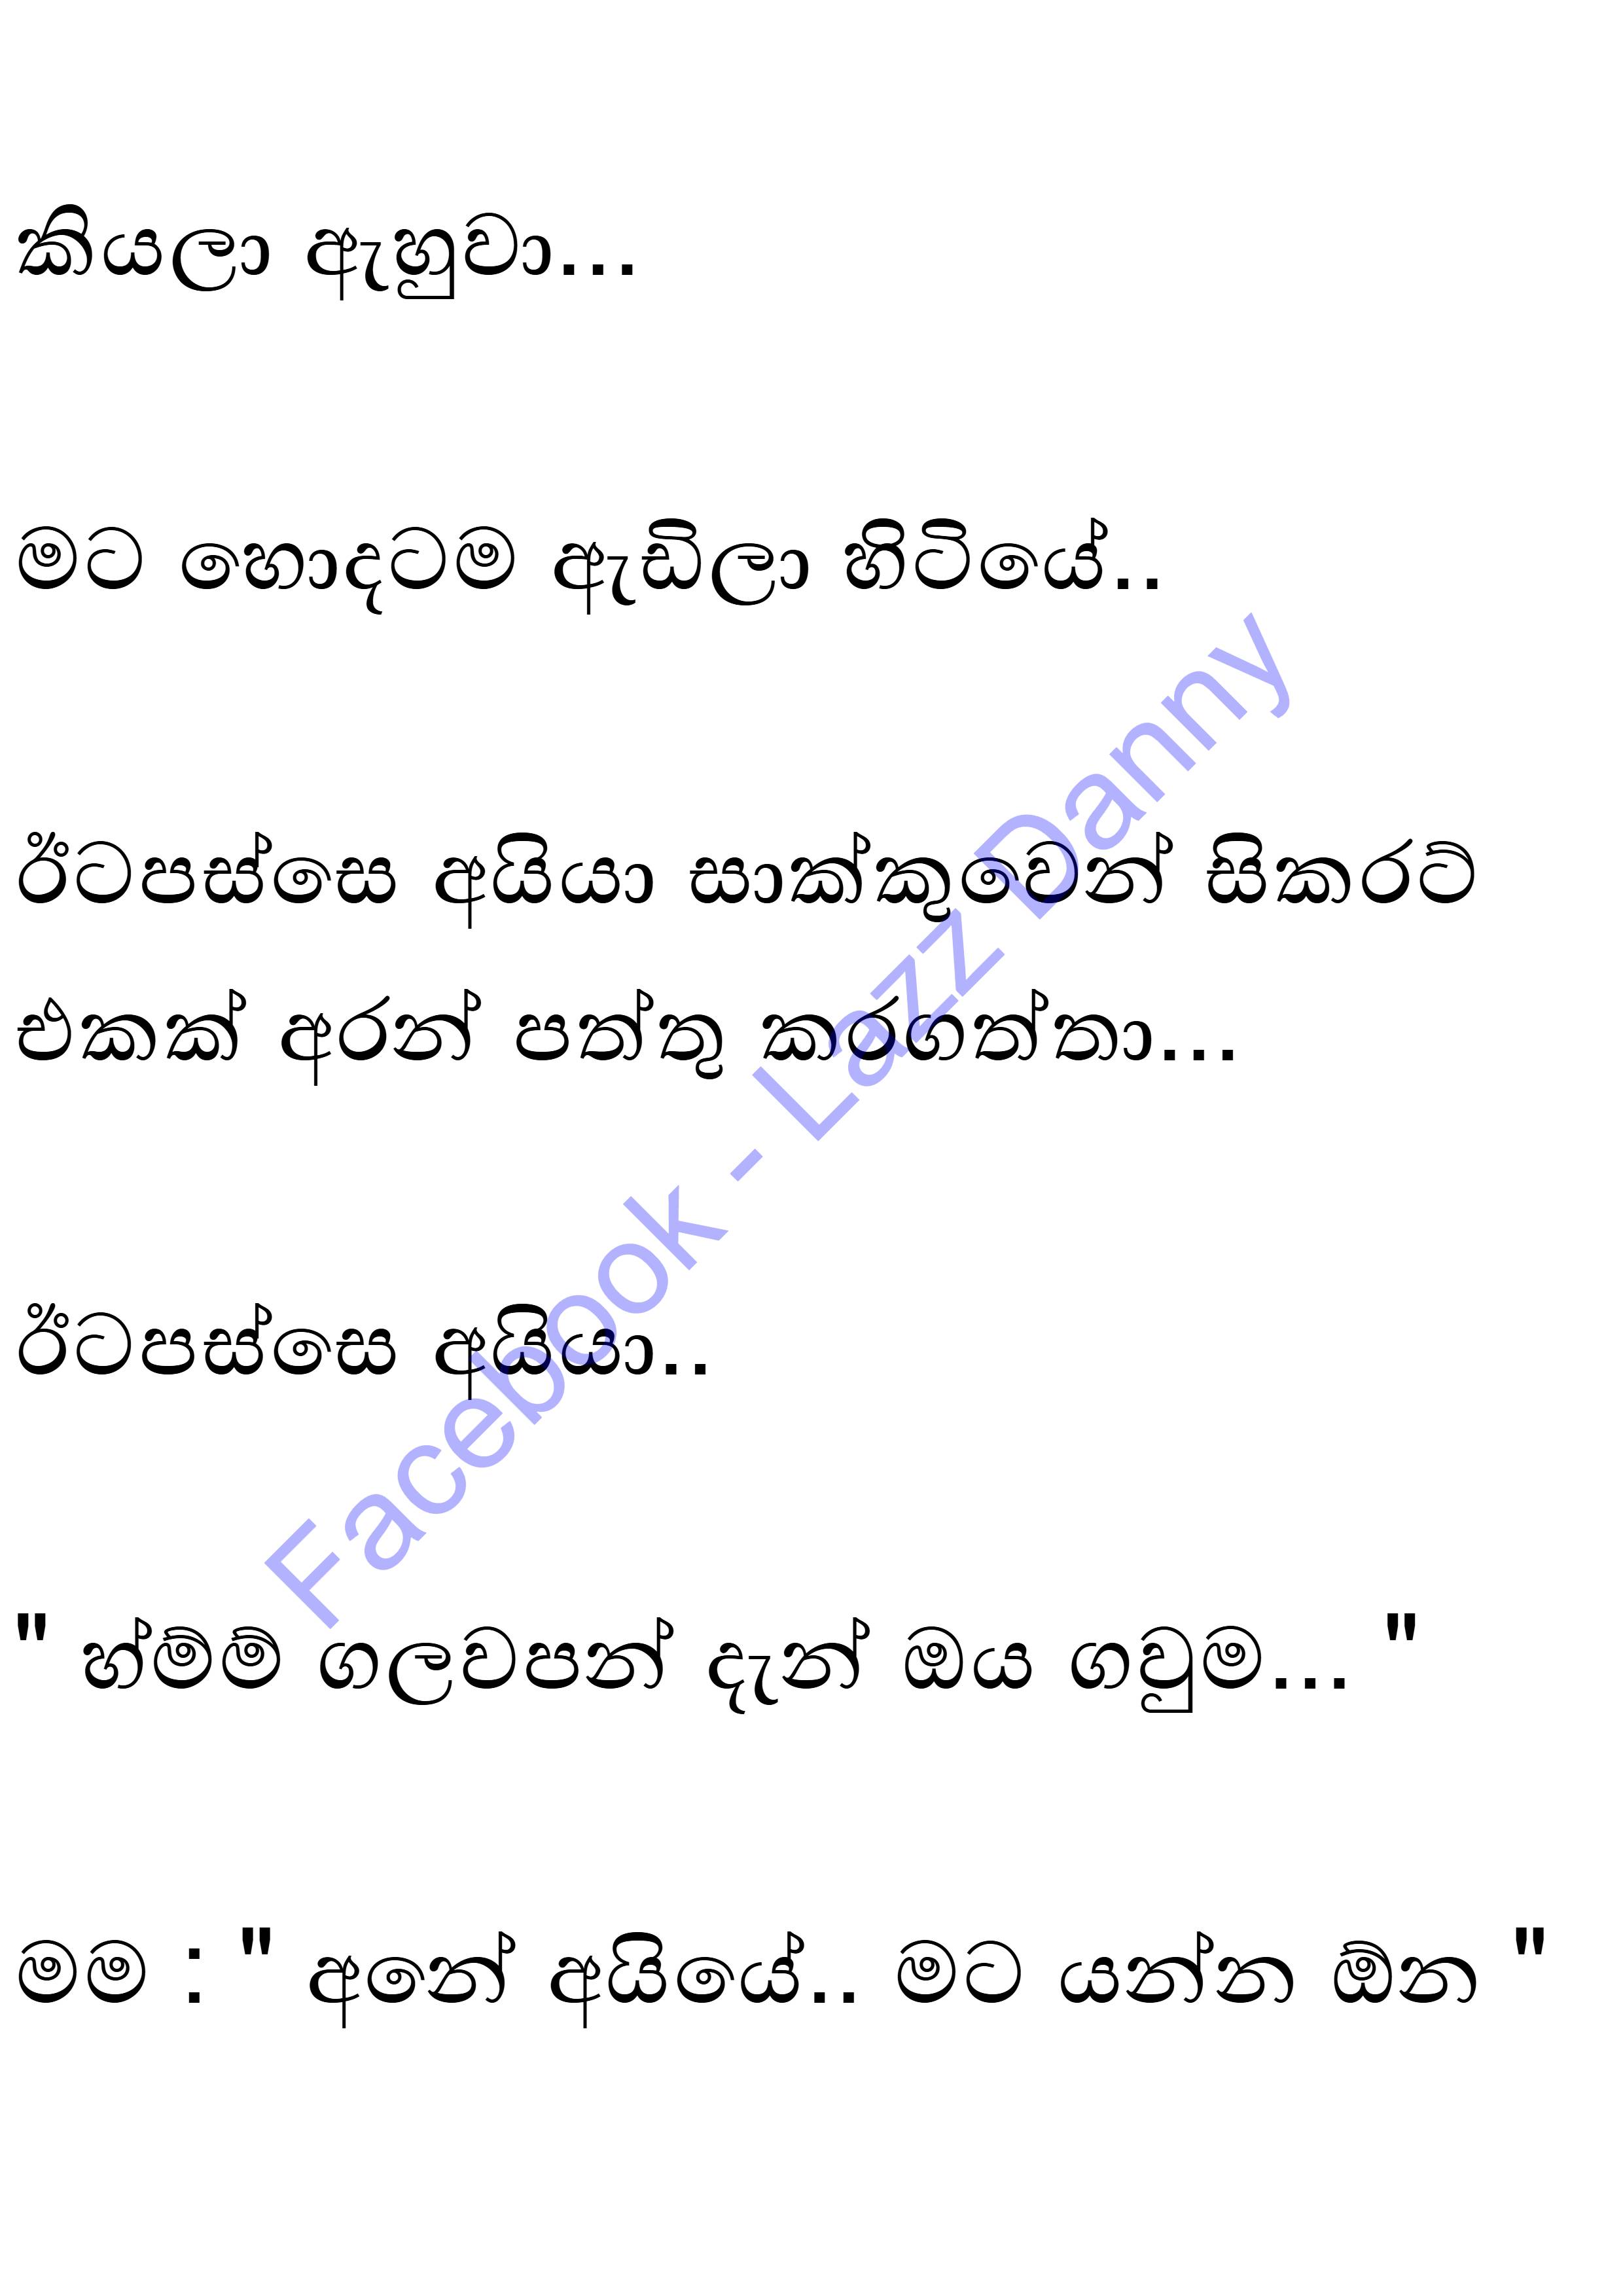 කියලා ඇහුවා...
මට හොදටම ඇඩිලා හිටියේ..
ඊටපස්සෙ අයියා සාක්කුවෙන් සිකරට්
එකක් අරන් පත්තු කරගත්තා...
ඊටපස්සෙ අයියා..
" හ්ම්ම් ගලවපන් දැන් ඔය ගවුම... "
මම : " අනේ අයියේ.. මට යන්න ඕන "
Facebook - Lazz Danny